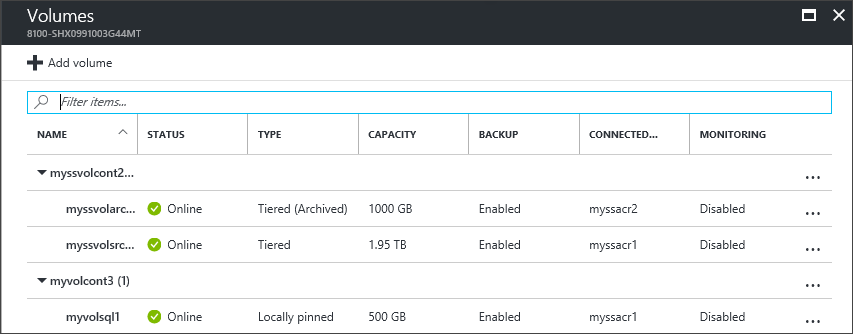 Volumes
8100-SHX0991003G44MT
Add volume
Filter items...
NAME STATUS TYPE CAPACITY BACKUP CONNECTED... MONITORING
myssvolcont2... ...
myssvolarc... Online Tiered (Archived) 1000 GB Enabled myssacr2 Disabled ...
myssvolsrc... Online Tiered 1.95 TB Enabled myssacr1 Disabled ...
myvolcont3 (1) ...
myvolsql1 Online Locally pinned 500 GB Enabled myssacr1 Disabled ...